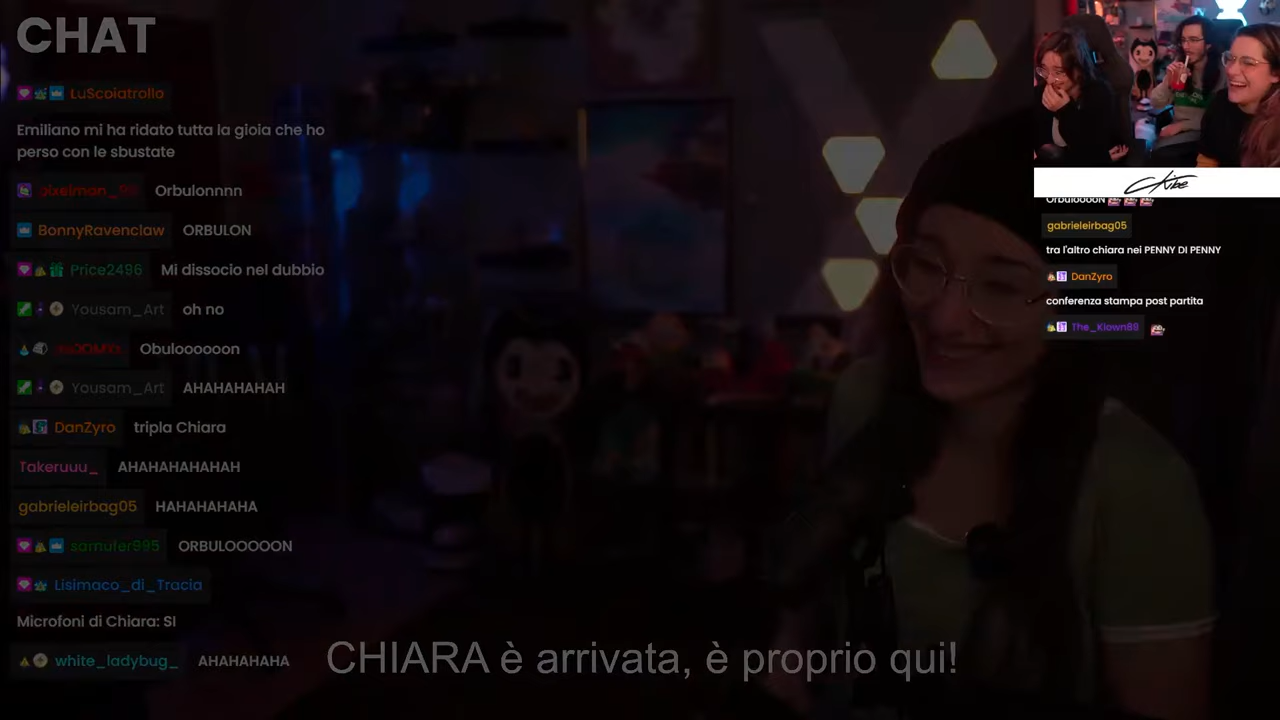 CHAT
LuScoiatrollo
Emiliano mi ha ridato tutta la gioia che ho
perso con le sbustate
Orbulonnnn
BonnyRavenclaw ORBULON
Price2496 Mi dissocio nel dubbio
Yousam_Art oh no
Obulooooooon
Yousam_Art AHAHAHAHAH
DanZyro tripla Chiara
Takeruuu_ AHAHAHAHAHAH
gabrieleirbag05 HAHAHAHAHA
samufer995 ORBULOOOOON
Lisimaco_di_Tracia
Microfoni di Chiara: SI
white_ladybug_ AHAHAHAHA
CHIARA è arrivata, è proprio qui!
Chibe
OrbulooooN
gabrieleirbag05
tra l'altro chiara nei PENNY DI PENNY
DanZyro
conferenza stampa post partita
The_Klown88